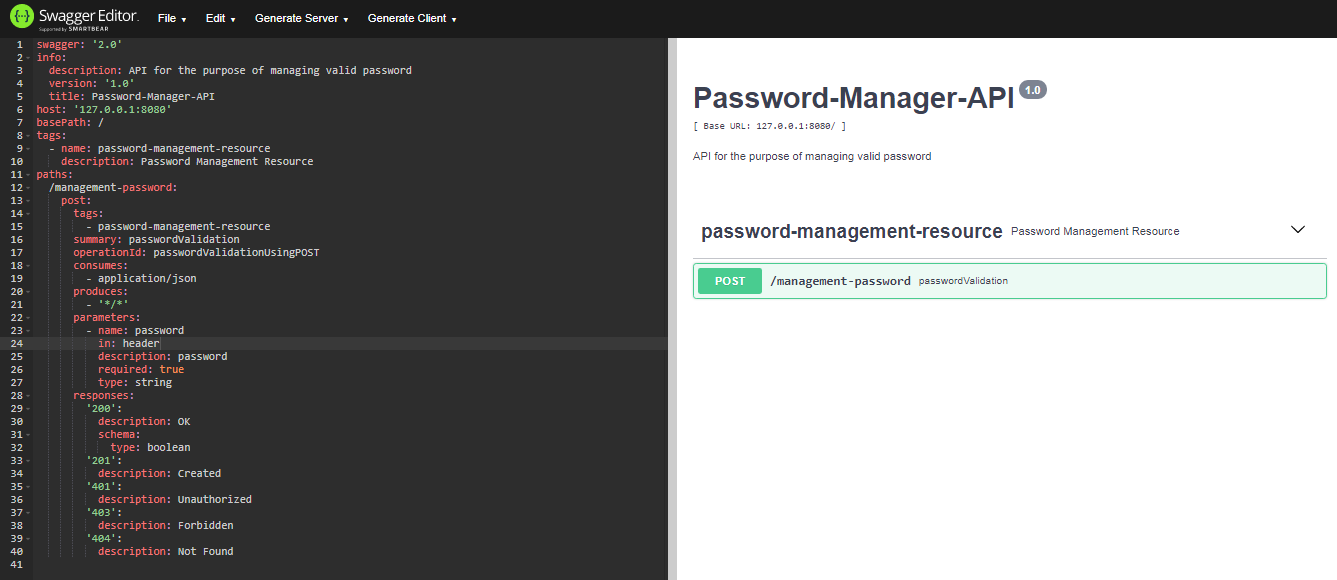 Swagger Editor.
Supported by SMARTBEAR
File Edit Generate Server Generate Client
1 swagger: '2.0'
2 info:
3 description: API for the purpose of managing valid password
4 version: '1.0'
5 title: Password-Manager-API
6 host: '127.0.0.1:8080'
7 basePath: /
8 tags:
9 - name: password-management-resource
10 description: Password Management Resource
11 paths:
12 /management-password:
13 post:
14 tags:
15 - password-management-resource
16 summary: passwordValidation
17 operationId: passwordValidationUsingPOST
18 consumes:
19 - application/json
20 produces:
21 - '*/*'
22 parameters:
23 - name: password
24 in: header
25 description: password
26 required: true
27 type: string
28 responses:
29 '200':
30 description: OK
31 schema:
32 type: boolean
33 '201':
34 description: Created
35 '401':
36 description: Unauthorized
37 '403':
38 description: Forbidden
39 '404':
40 description: Not Found
41
Password-Manager-API 1.0
[ Base URL: 127.0.0.1:8080/ ]
API for the purpose of managing valid password
password-management-resource Password Management Resource
POST /management-password passwordValidation